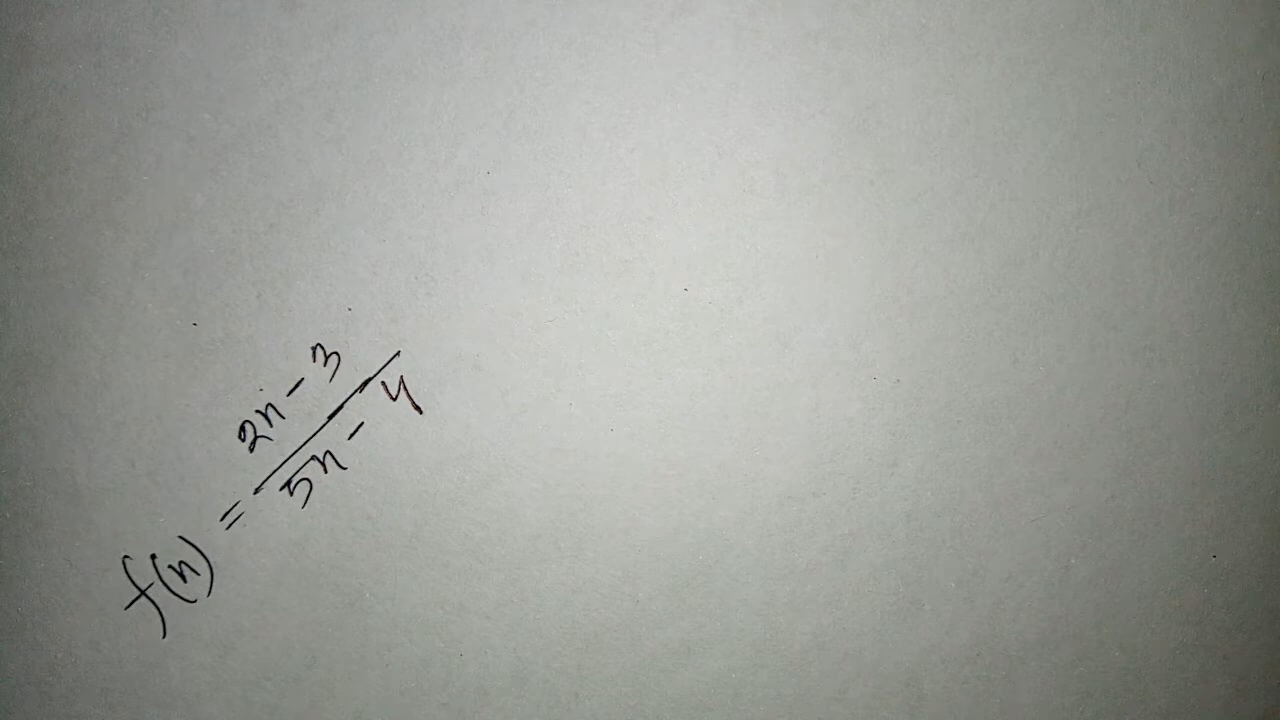 f(n) = 2n - 3 / 5n - 4